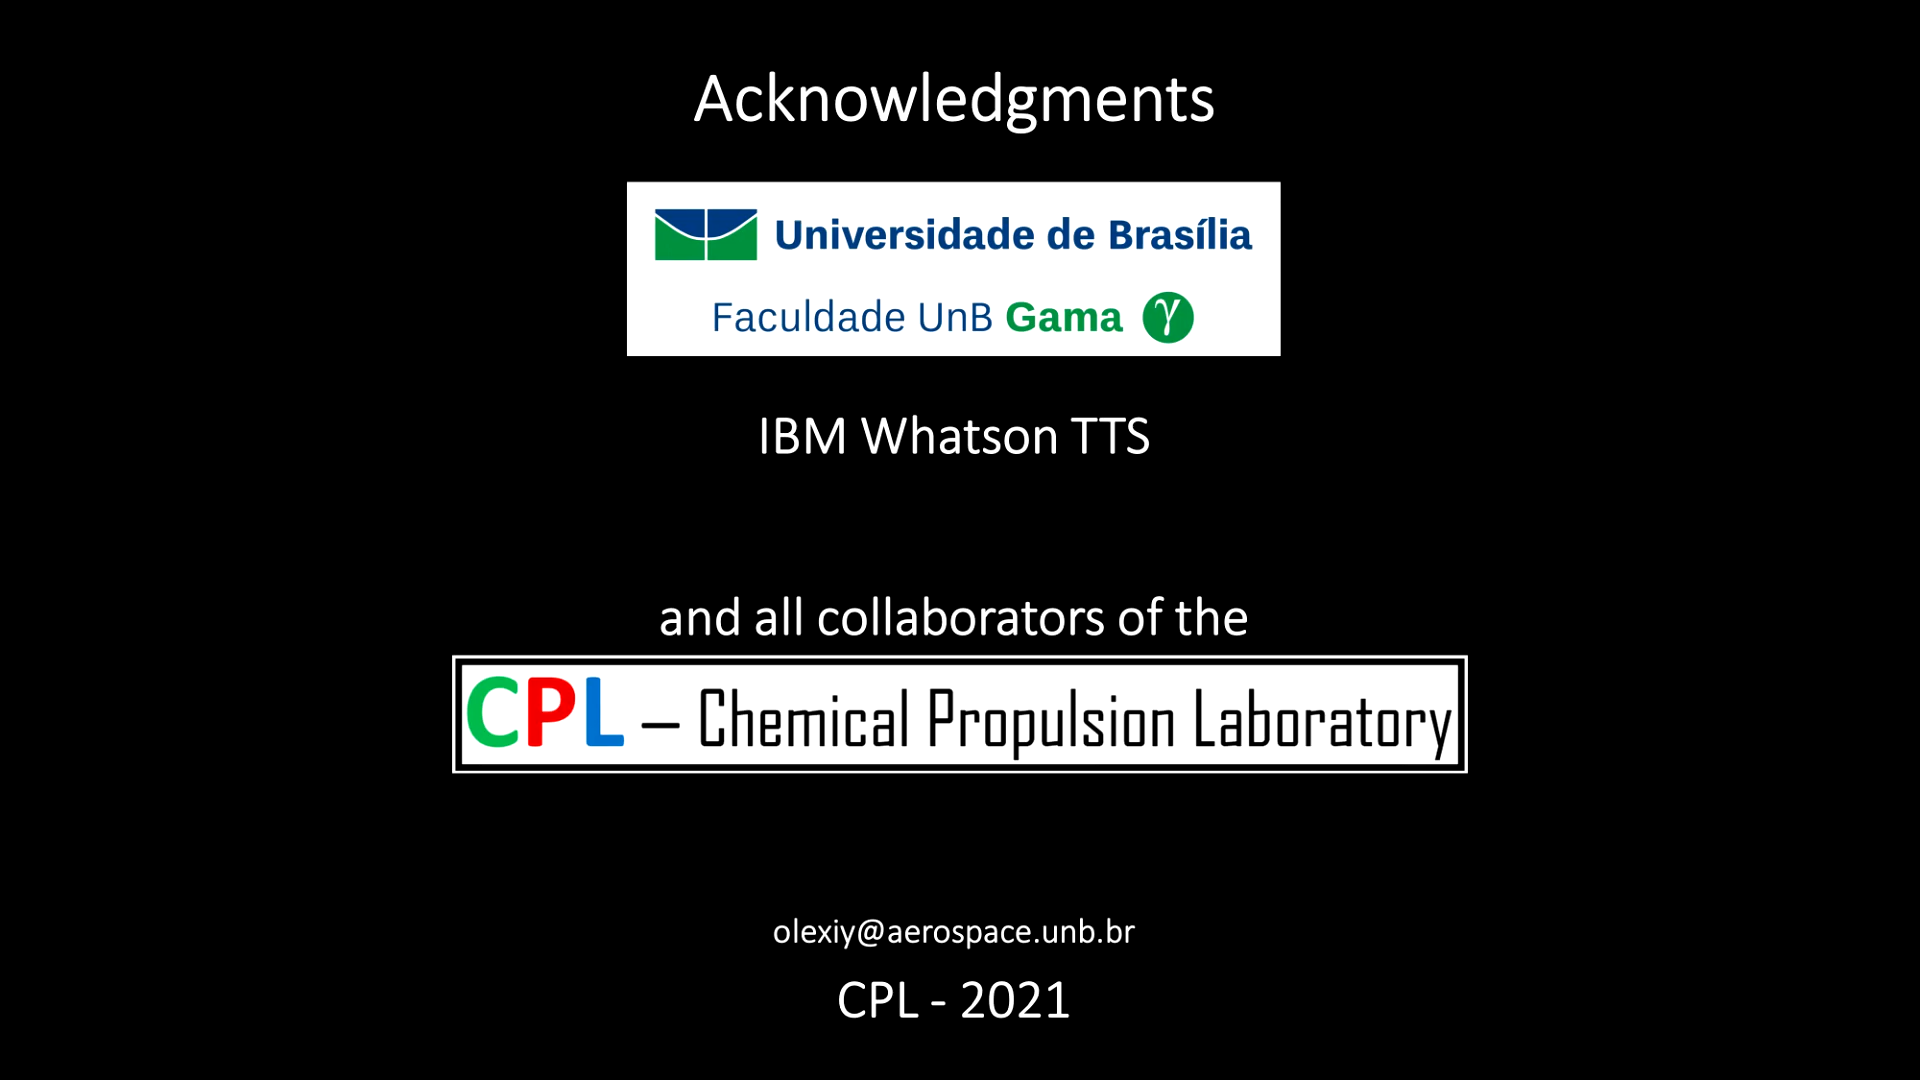 Acknowledgments
Universidade de Brasília
Faculdade UnB Gama γ
IBM Whatson TTS
and all collaborators of the
CPL – Chemical Propulsion Laboratory
olexiy@aerospace.unb.br
CPL - 2021